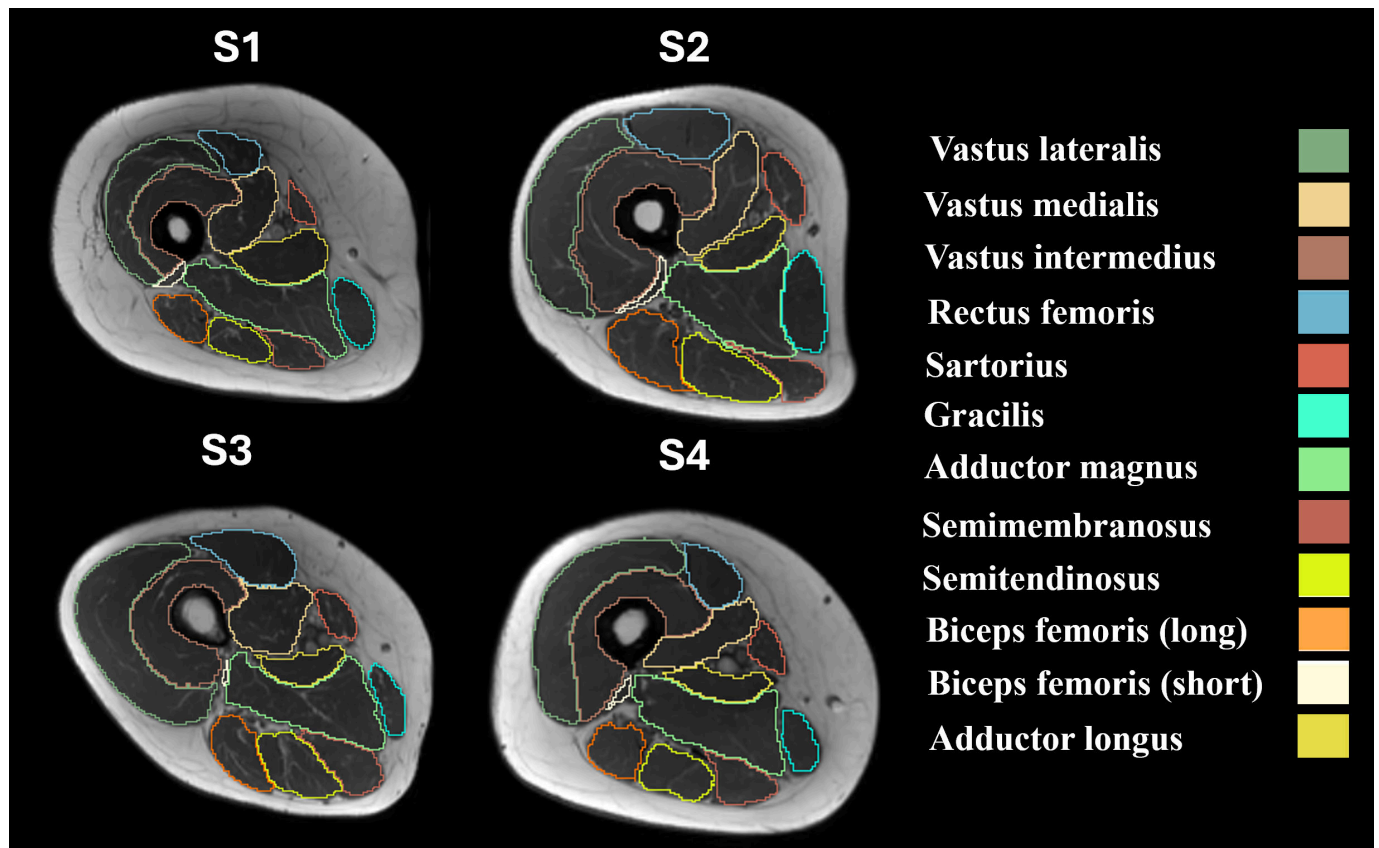 S1
S2
S3
S4
Vastus lateralis
Vastus medialis
Vastus intermedius
Rectus femoris
Sartorius
Gracilis
Adductor magnus
Semimembranosus
Semitendinosus
Biceps femoris (long)
Biceps femoris (short)
Adductor longus